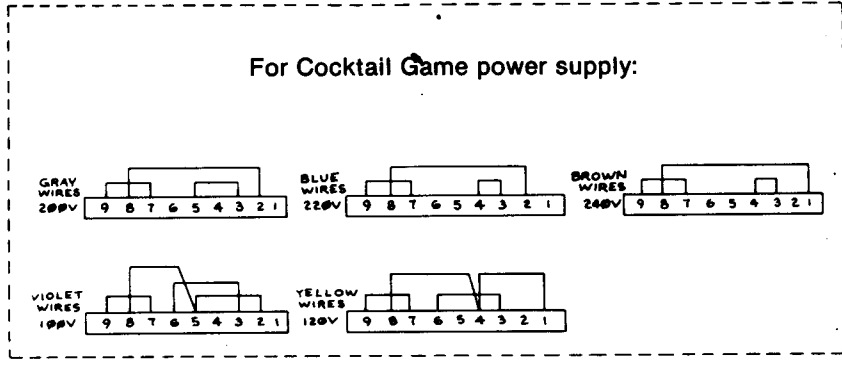 For Cocktail Game power supply:
GRAY
WIRES
200V
9 8 7 6 5 4 3 2 1
BLUE
WIRES
220V
9 8 7 6 5 4 3 2 1
BROWN
WIRES
240V
9 8 7 6 5 4 3 2 1
VIOLET
WIRES
100V
9 8 7 6 5 4 3 2 1
YELLOW
WIRES
120V
9 8 7 6 5 4 3 2 1